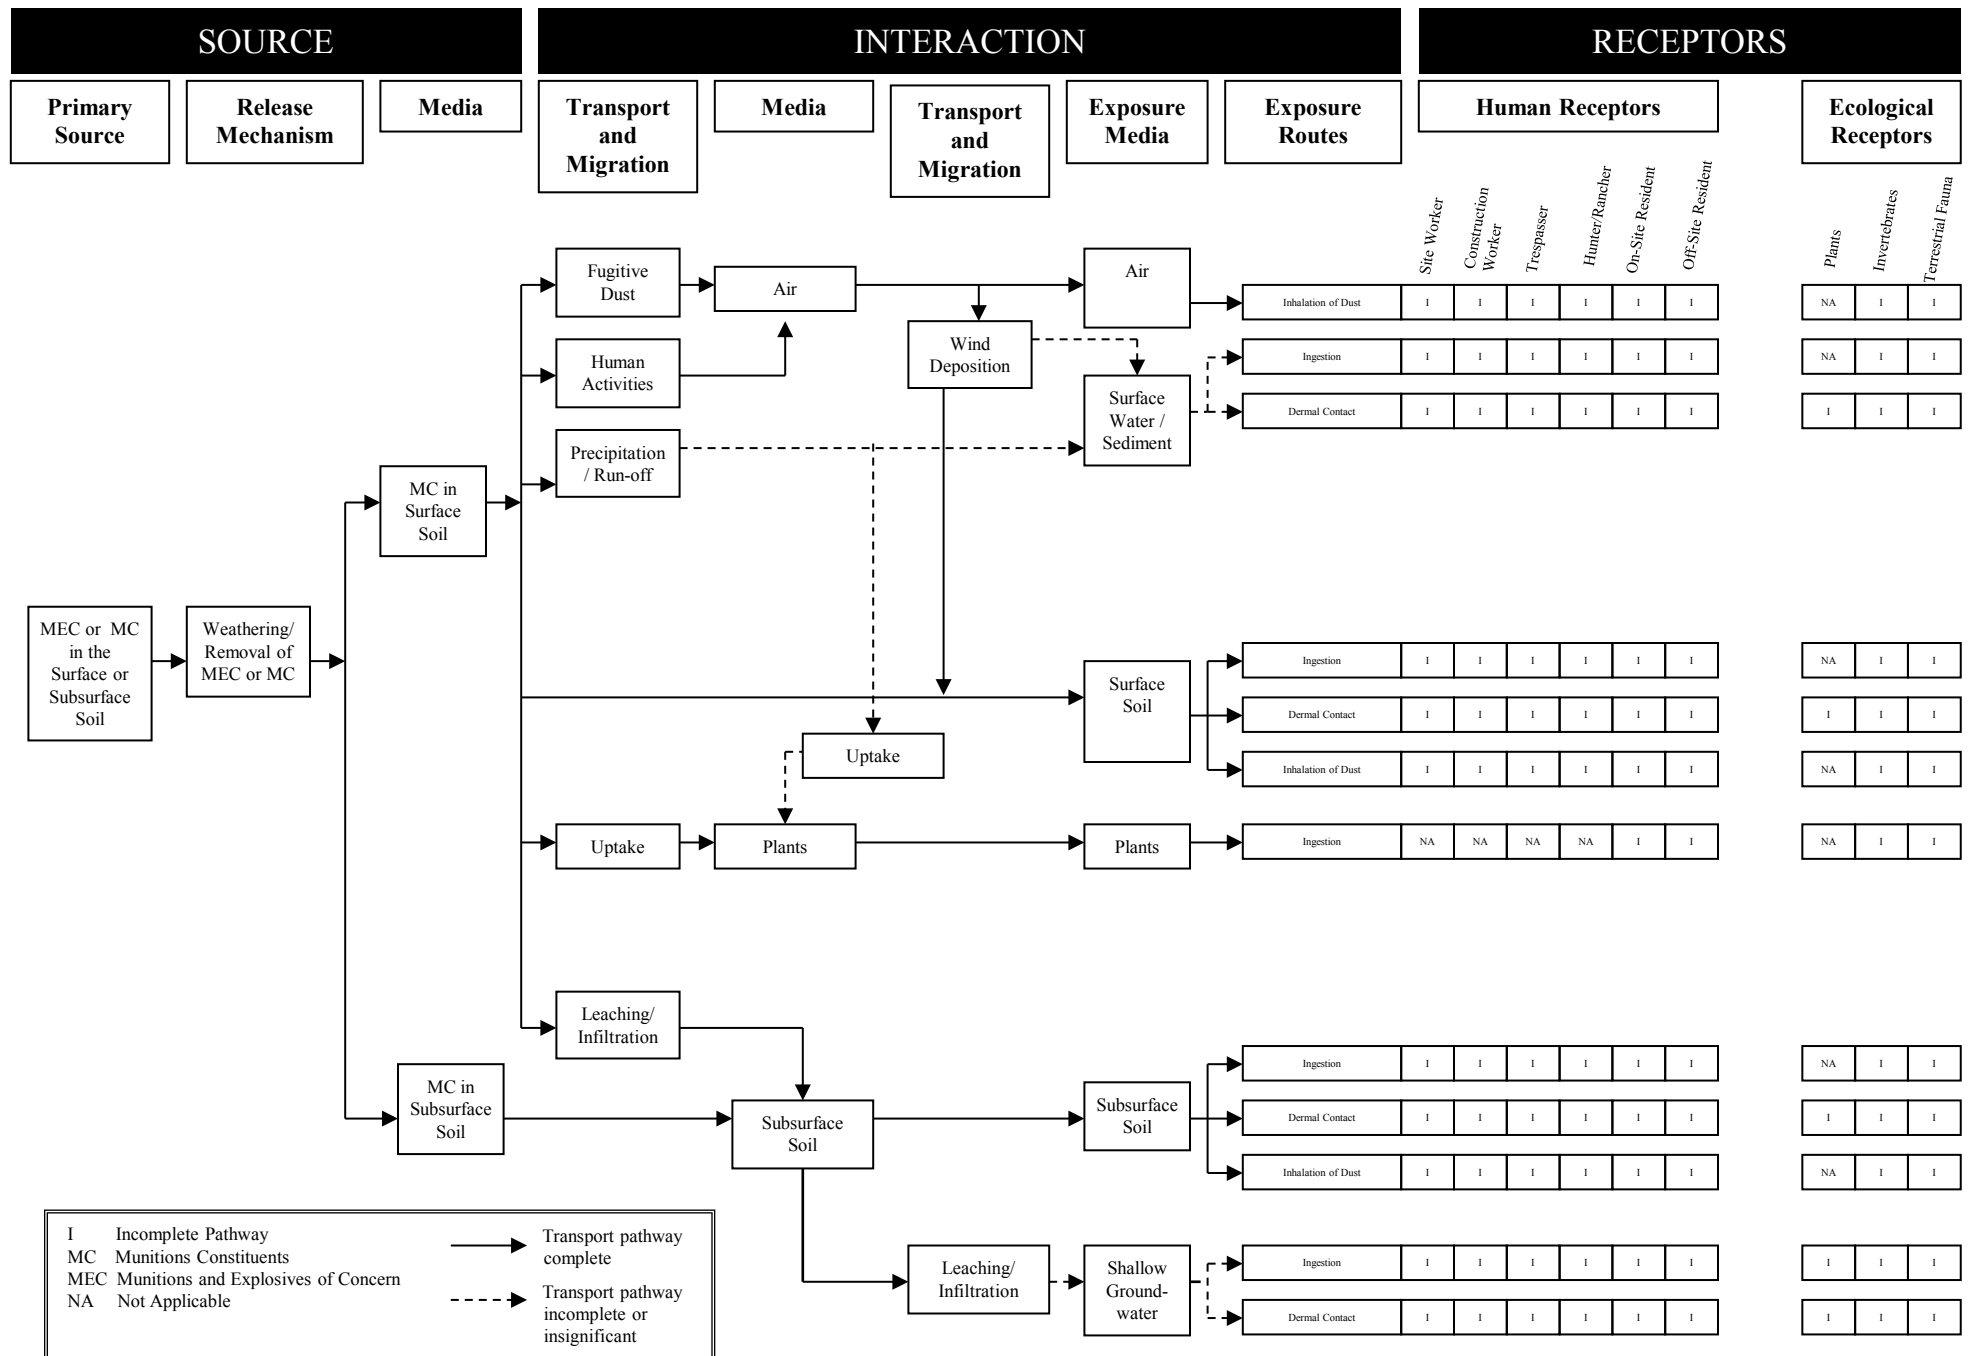 SOURCE
INTERACTION
RECEPTORS
Primary
Source
Release
Mechanism
Media
Transport
and
Migration
Media
Transport
and
Migration
Exposure
Media
Exposure
Routes
Human Receptors
Ecological
Receptors
Site Worker
Construction
Worker
Trespasser
Hunter/Rancher
On-Site Resident
Off-Site Resident
Plants
Invertebrates
Terrestrial Fauna
Fugitive
Dust
Air
Air
Inhalation of Dust I I I I I I NA I I
Human
Activities
Wind
Deposition
Ingestion I I I I I I NA I I
Surface
Water /
Sediment
Dermal Contact I I I I I I I I I
Precipitation
/ Run-off
MC in
Surface
Soil
MEC or MC
in the
Surface or
Subsurface
Soil
Weathering/
Removal of
MEC or MC
Surface
Soil
Ingestion I I I I I I NA I I
Dermal Contact I I I I I I I I I
Inhalation of Dust I I I I I I NA I I
Uptake
Uptake
Plants
Plants
Ingestion NA NA NA NA I I NA I I
Leaching/
Infiltration
MC in
Subsurface
Soil
Subsurface
Soil
Subsurface
Soil
Ingestion I I I I I I NA I I
Dermal Contact I I I I I I I I I
Inhalation of Dust I I I I I I NA I I
Leaching/
Infiltration
Shallow
Ground-
water
Ingestion I I I I I I I I I
Dermal Contact I I I I I I I I I
I Incomplete Pathway
MC Munitions Constituents
MEC Munitions and Explosives of Concern
NA Not Applicable
Transport pathway
complete
Transport pathway
incomplete or
insignificant